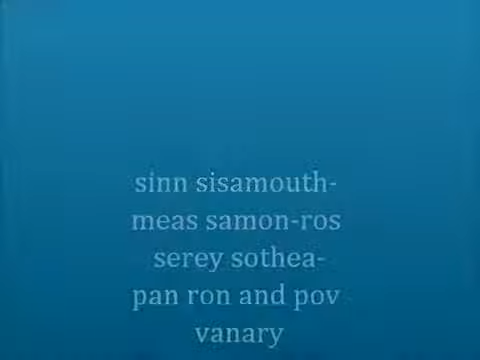 sinn sisamouth-
meas samon-ros
serey sothea-
pan ron and pov
vanary